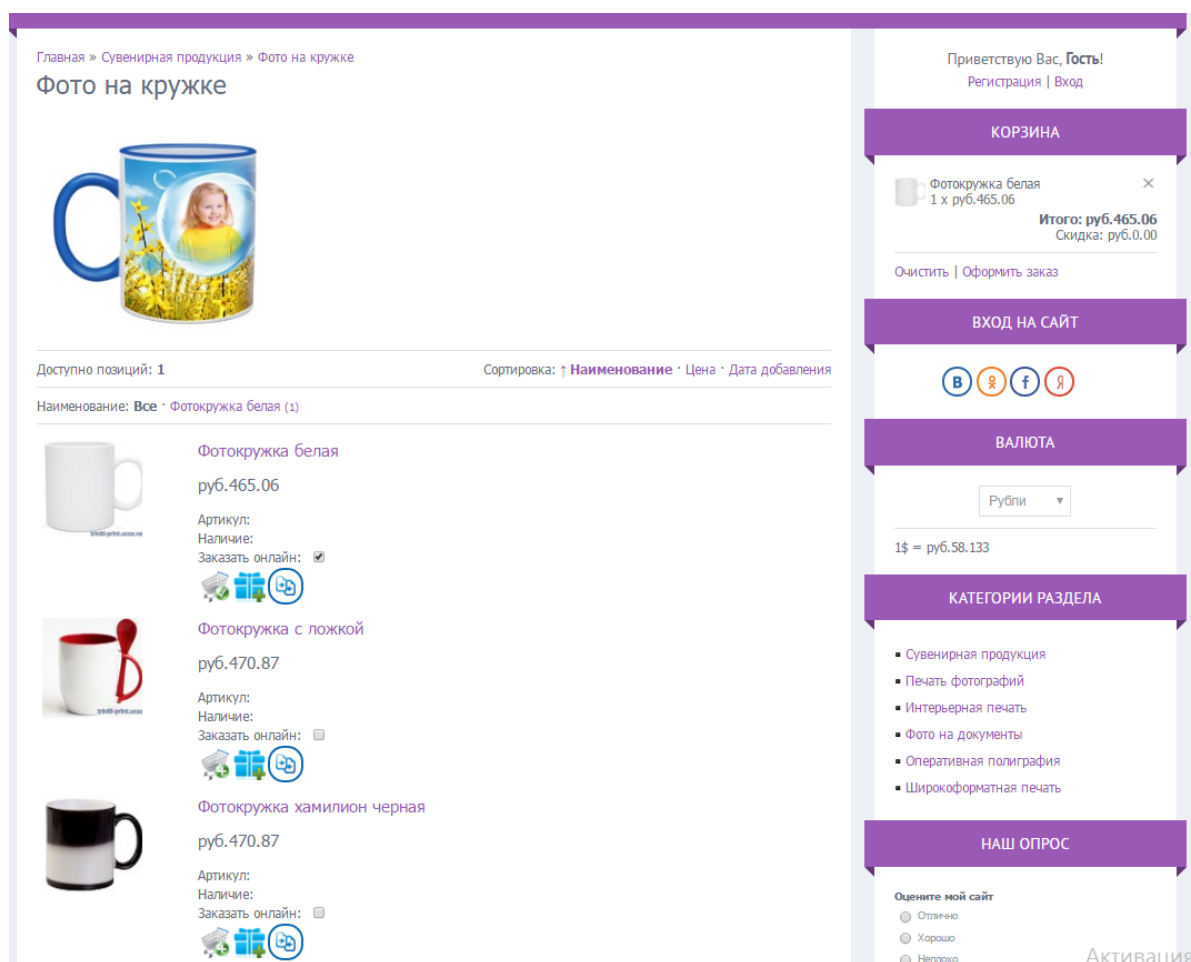 Главная » Сувенирная продукция » Фото на кружке
Фото на кружке
Доступно позиций: 1
Сортировка: ↑ Наименование · Цена · Дата добавления
Наименование: Все · Фотокружка белая (1)
Фотокружка белая
руб.465.06
Артикул:
Наличие:
Заказать онлайн:
Фотокружка с ложкой
руб.470.87
Артикул:
Наличие:
Заказать онлайн:
Фотокружка хамилион черная
руб.470.87
Артикул:
Наличие:
Заказать онлайн:
Приветствую Вас, Гость!
Регистрация | Вход
КОРЗИНА
Фотокружка белая
1 x руб.465.06
Итого: руб.465.06
Скидка: руб.0.00
Очистить | Оформить заказ
ВХОД НА САЙТ
ВАЛЮТА
Рубли
1$ = руб.58.133
КАТЕГОРИИ РАЗДЕЛА
Сувенирная продукция
Печать фотографий
Интерьерная печать
Фото на документы
Оперативная полиграфия
Широкоформатная печать
НАШ ОПРОС
Оцените мой сайт
Отлично
Хорошо
Неплохо
Активация